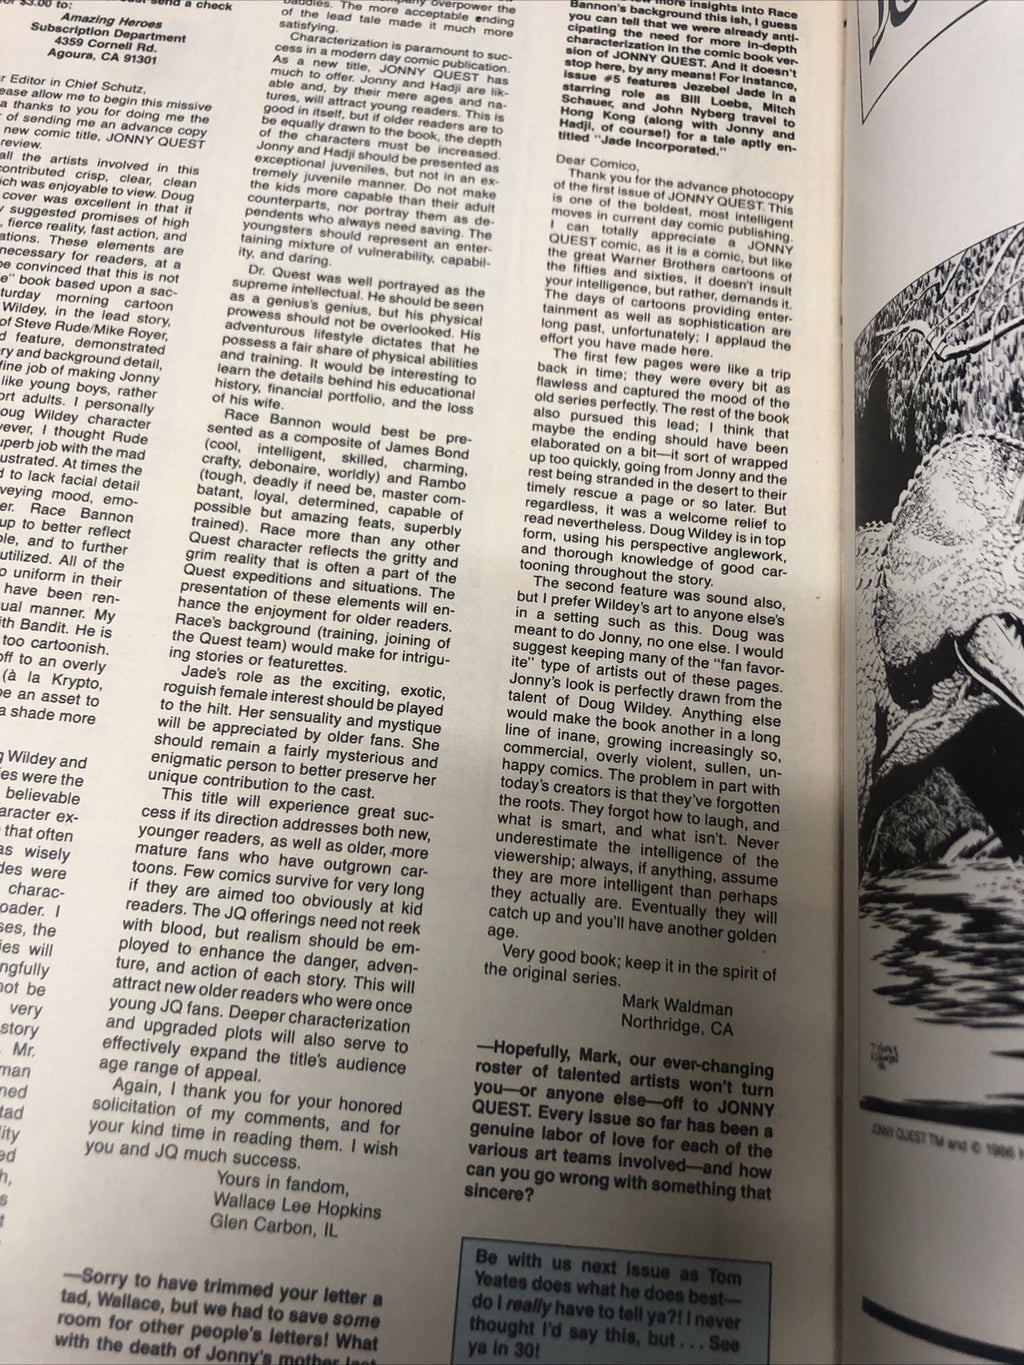 for $3.00 to:
send a check
Amazing Heroes
Subscription Department
4359 Cornell Rd.
Agoura, CA 91301
Editor in Chief Schutz,
ease allow me to begin this missive
a thanks to you for doing me the
of sending me an advance copy
new comic title, JONNY QUEST
review.
all the artists involved in this
contributed crisp, clear, clean
ich was enjoyable to view. Doug
cover was excellent in that it
suggested promises of high
, fierce reality, fast action, and
ations. These elements are
necessary for readers, at a
be convinced that this is not
e" book based upon a sac-
turday morning cartoon
Wildey, in the lead story,
of Steve Rude/Mike Royer,
d feature, demonstrated
ry and background detail,
fine job of making Jonny
like young boys, rather
ort adults. I personally
oug Wildey character
ever, I thought Rude
uperb job with the mad
ustrated. At times the
d to lack facial detail
veying mood, emo-
er. Race Bannon
up to better reflect
ole, and to further
utilized. All of the
o uniform in their
have been ren-
ual manner. My
ith Bandit. He is
too cartoonish.
off to an overly
(à la Krypto,
be an asset to
a shade more
g Wildey and
ies were the
believable
aracter ex-
that often
as wisely
des were
charac-
oader. I
ses, the
ies will
ngfully
not be
very
story
Mr.
man
ned
tad
lity
ed
h,
overpower the
The more acceptable ending
of the lead tale made it much more
satisfying.
Characterization is paramount to suc-
cess in a modern day comic publication.
As a new title, JONNY QUEST has
much to offer. Jonny and Hadji are lik-
able and, by their mere ages and na-
tures, will attract young readers. This is
good in itself, but if older readers are to
be equally drawn to the book, the depth
of the characters must be increased.
Jonny and Hadji should be presented as
exceptional juveniles, but not in an ex-
tremely juvenile manner. Do not make
the kids more capable than their adult
counterparts, nor portray them as de-
pendents who always need saving. The
youngsters should represent an enter-
taining mixture of vulnerability, capabil-
ity, and daring.
Dr. Quest was well portrayed as the
supreme intellectual. He should be seen
as a genius's genius, but his physical
prowess should not be overlooked. His
adventurous lifestyle dictates that he
possess a fair share of physical abilities
and training. It would be interesting to
learn the details behind his educational
history, financial portfolio, and the loss
of his wife.
Race Bannon would best be pre-
sented as a composite of James Bond
(cool, intelligent, skilled, charming,
crafty, debonaire, worldly) and Rambo
(tough, deadly if need be, master com-
batant, loyal, determined, capable of
possible but amazing feats, superbly
trained). Race more than any other
Quest character reflects the gritty and
grim reality that is often a part of the
Quest expeditions and situations. The
presentation of these elements will en-
hance the enjoyment for older readers.
Race's background (training, joining of
the Quest team) would make for intrigu-
ing stories or featurettes.
Jade's role as the exciting, exotic,
roguish female interest should be played
to the hilt. Her sensuality and mystique
will be appreciated by older fans. She
should remain a fairly mysterious and
enigmatic person to better preserve her
unique contribution to the cast.
This title will experience great suc-
cess if its direction addresses both new,
younger readers, as well as older, more
mature fans who have outgrown car-
toons. Few comics survive for very long
if they are aimed too obviously at kid
readers. The JQ offerings need not reek
with blood, but realism should be em-
ployed to enhance the danger, adven-
ture, and action of each story. This will
attract new older readers who were once
young JQ fans. Deeper characterization
and upgraded plots will also serve to
effectively expand the title's audience
age range of appeal.
Again, I thank you for your honored
solicitation of my comments, and for
your kind time in reading them. I wish
you and JQ much success.
Yours in fandom,
Wallace Lee Hopkins
Glen Carbon, IL
—Sorry to have trimmed your letter a
tad, Wallace, but we had to save some
room for other people's letters! What
with the death of Jonny's mother last
more insights into Race
Bannon's background this ish, I guess
you can tell that we were already anti-
cipating the need for more in-depth
characterization in the comic book ver-
sion of JONNY QUEST. And it doesn't
stop here, by any means! For instance,
issue #5 features Jezebel Jade in a
starring role as Bill Loebs, Mitch
Schauer, and John Nyberg travel to
Hong Kong (along with Jonny and
Hadji, of course!) for a tale aptly en-
titled "Jade Incorporated."
Dear Comico,
Thank you for the advance photocopy
of the first issue of JONNY QUEST. This
is one of the boldest, most intelligent
moves in current day comic publishing.
I can totally appreciate a JONNY
QUEST comic, as it is a comic, but like
the great Warner Brothers cartoons of
the fifties and sixties, it doesn't insult
your intelligence, but rather, demands it.
The days of cartoons providing enter-
tainment as well as sophistication are
long past, unfortunately; I applaud the
effort you have made here.
The first few pages were like a trip
back in time; they were every bit as
flawless and captured the mood of the
old series perfectly. The rest of the book
also pursued this lead; I think that
maybe the ending should have been
elaborated on a bit—it sort of wrapped
up too quickly, going from Jonny and the
rest being stranded in the desert to their
timely rescue a page or so later. But
regardless, it was a welcome relief to
read nevertheless. Doug Wildey is in top
form, using his perspective anglework,
and thorough knowledge of good car-
tooning throughout the story.
The second feature was sound also,
but I prefer Wildey's art to anyone else's
in a setting such as this. Doug was
meant to do Jonny, no one else. I would
suggest keeping many of the "fan favor-
ite" type of artists out of these pages.
Jonny's look is perfectly drawn from the
talent of Doug Wildey. Anything else
would make the book another in a long
line of inane, growing increasingly so,
commercial, overly violent, sullen, un-
happy comics. The problem in part with
today's creators is that they've forgotten
the roots. They forgot how to laugh, and
what is smart, and what isn't. Never
underestimate the intelligence of the
viewership; always, if anything, assume
they are more intelligent than perhaps
they actually are. Eventually they will
catch up and you'll have another golden
age.
Very good book; keep it in the spirit of
the original series.
Mark Waldman
Northridge, CA
—Hopefully, Mark, our ever-changing
roster of talented artists won't turn
you—or anyone else—off to JONNY
QUEST. Every issue so far has been a
genuine labor of love for each of the
various art teams involved—and how
can you go wrong with something that
sincere?
Be with us next issue as Tom
Yeates does what he does best—
do I really have to tell ya?! I never
thought I'd say this, but . . . See
ya in 30!
JONNY QUEST TM and © 1986